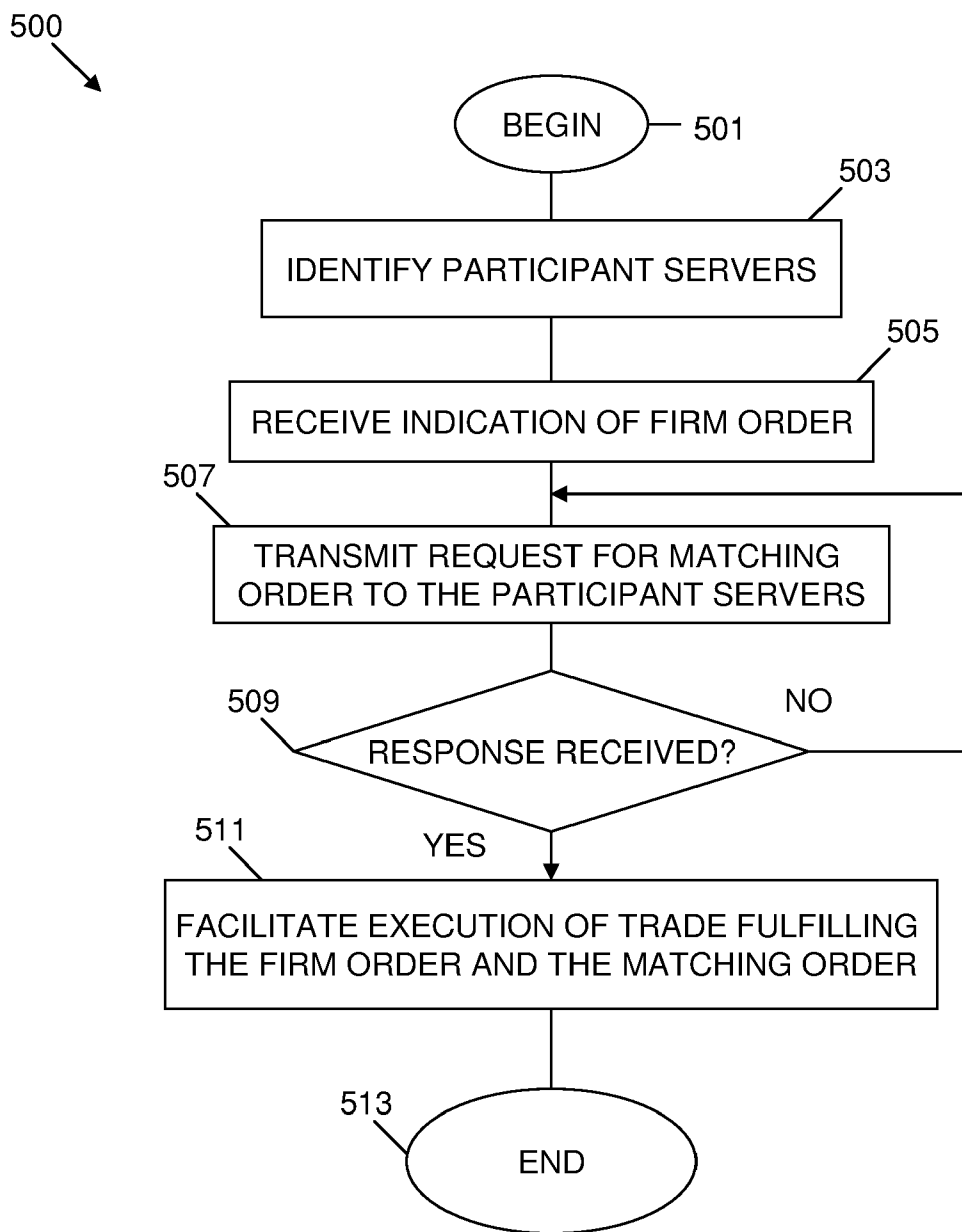 500
BEGIN
501
503
IDENTIFY PARTICIPANT SERVERS
505
RECEIVE INDICATION OF FIRM ORDER
507
TRANSMIT REQUEST FOR MATCHING
ORDER TO THE PARTICIPANT SERVERS
509
NO
RESPONSE RECEIVED?
511
YES
FACILITATE EXECUTION OF TRADE FULFILLING
THE FIRM ORDER AND THE MATCHING ORDER
513
END